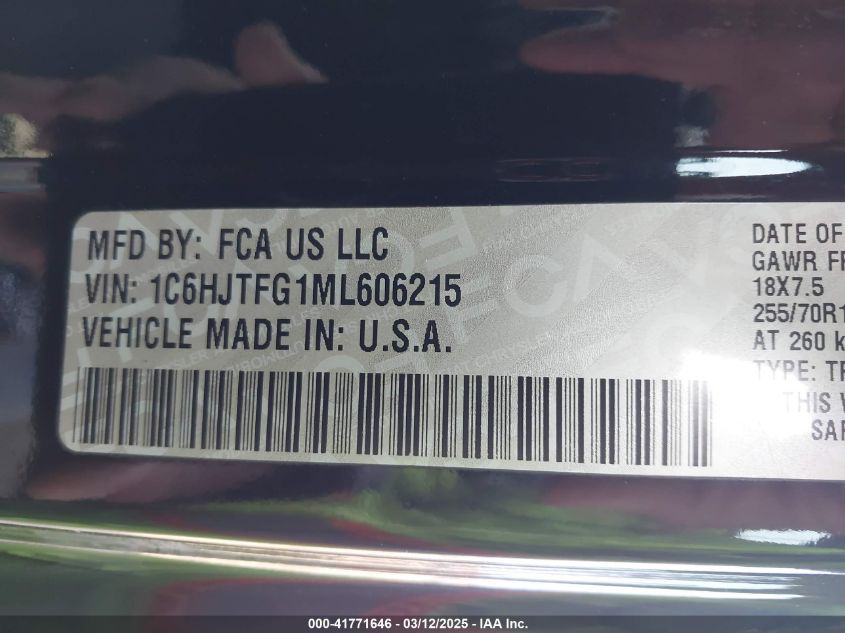 MFD BY: FCA US LLC
VIN: 1C6HJTFG1ML606215
VEHICLE MADE IN: U.S.A.
DATE OF
GAWR FR
18X7.5
255/70R1
AT 260 k
TYPE: TR
THIS V
SAF
000-41771646 - 03/12/2025 - IAA Inc.